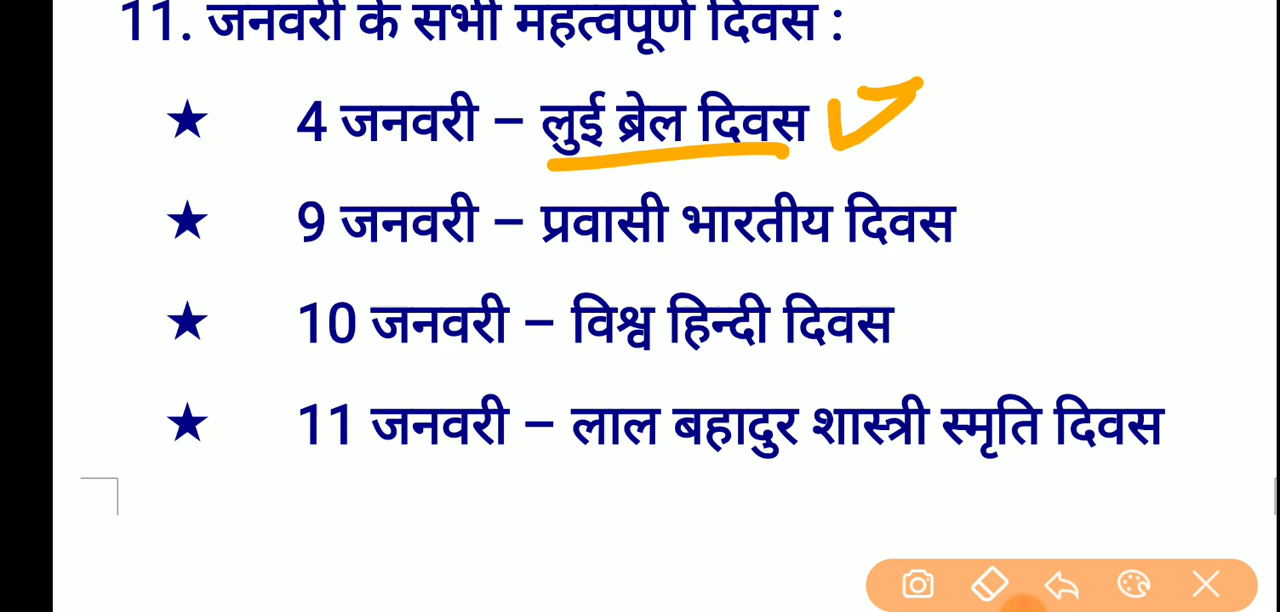 11. जनवरी के सभी महत्वपूर्ण दिवस :
★ 4 जनवरी – लुई ब्रेल दिवस
★ 9 जनवरी – प्रवासी भारतीय दिवस
★ 10 जनवरी – विश्व हिन्दी दिवस
★ 11 जनवरी – लाल बहादुर शास्त्री स्मृति दिवस